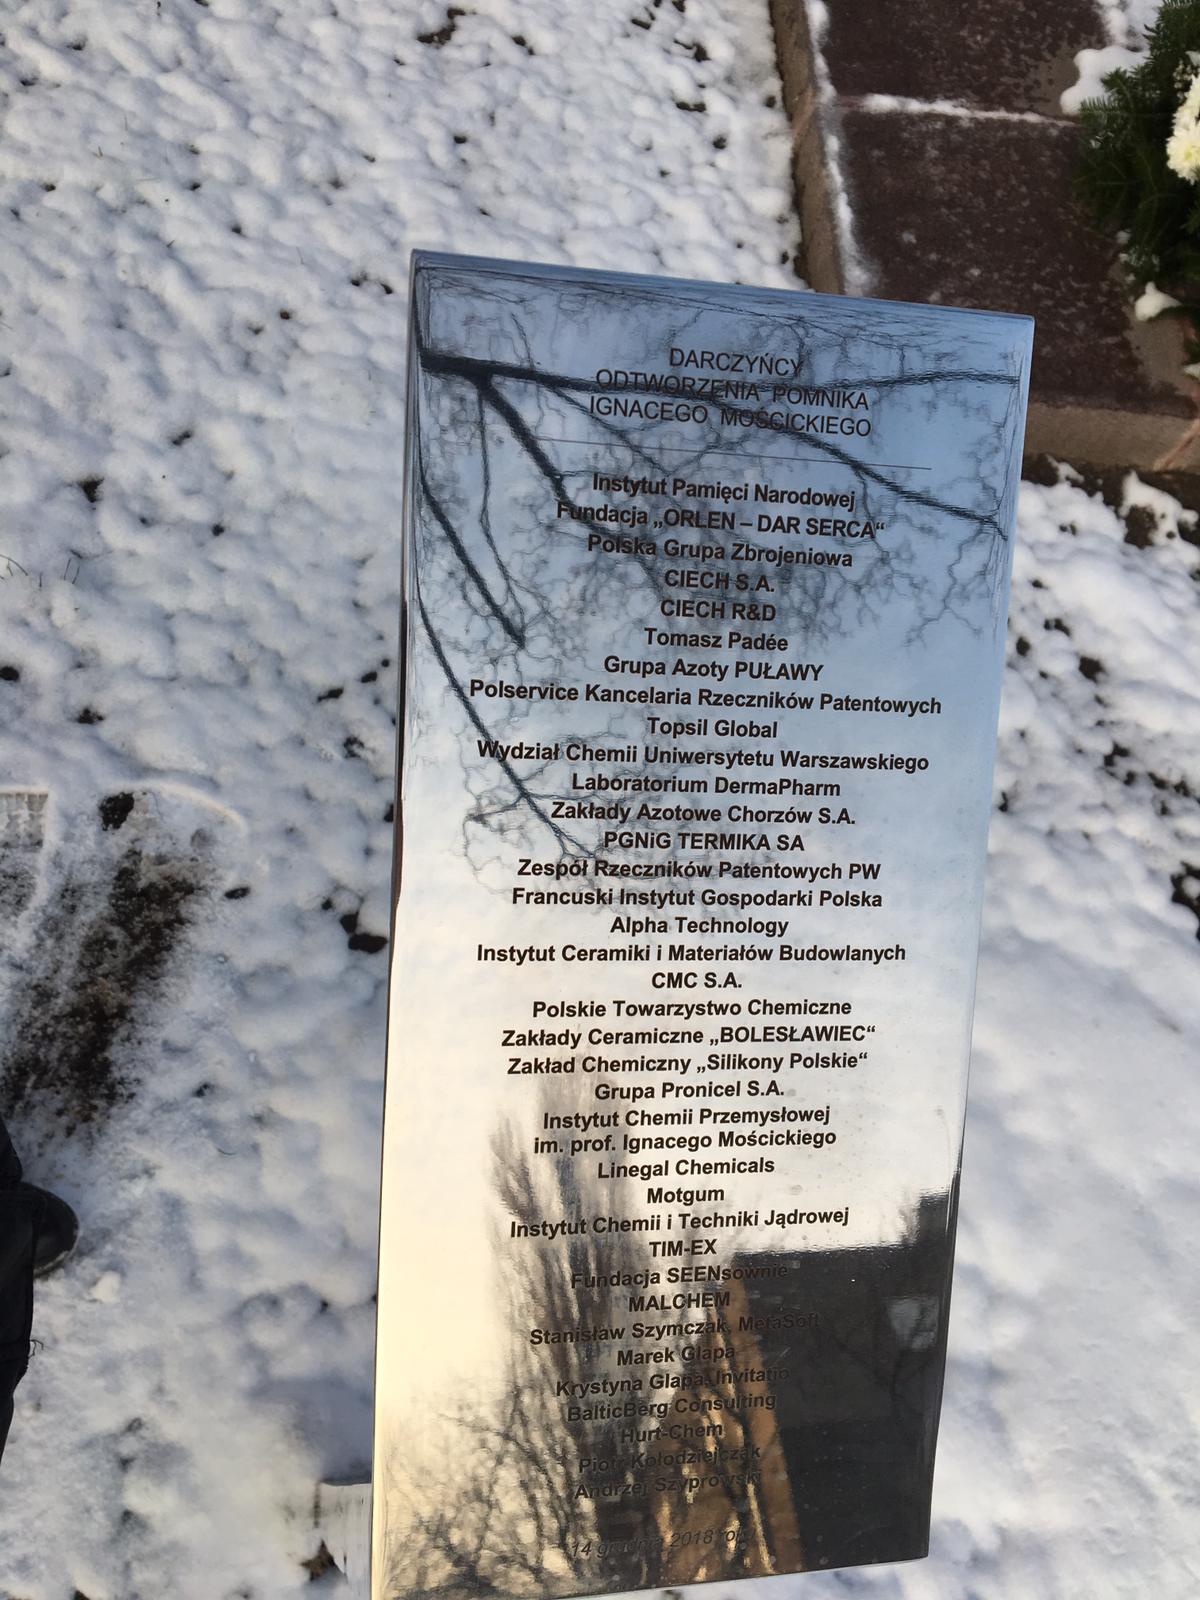 DARCZYŃCY
ODTWORZENIA POMNIKA
IGNACEGO MOŚCICKIEGO
Instytut Pamięci Narodowej
Fundacja „ORLEN – DAR SERCA“
Polska Grupa Zbrojeniowa
CIECH S.A.
CIECH R&D
Tomasz Padée
Grupa Azoty PUŁAWY
Polservice Kancelaria Rzeczników Patentowych
Topsil Global
Wydział Chemii Uniwersytetu Warszawskiego
Laboratorium DermaPharm
Zakłady Azotowe Chorzów S.A.
PGNiG TERMIKA SA
Zespół Rzeczników Patentowych PW
Francuski Instytut Gospodarki Polska
Alpha Technology
Instytut Ceramiki i Materiałów Budowlanych
CMC S.A.
Polskie Towarzystwo Chemiczne
Zakłady Ceramiczne „BOLESŁAWIEC“
Zakład Chemiczny „Silikony Polskie“
Grupa Pronicel S.A.
Instytut Chemii Przemysłowej
im. prof. Ignacego Mościckiego
Linegal Chemicals
Motgum
Instytut Chemii i Techniki Jądrowej
TIM-EX
Fundacja SEENsownie
MALCHEM
Stanisław Szymczak, MetaSoft
Marek Glapa
Krystyna Glapa, Invitatio
BalticBerg Consulting
Hurt-Chem
Piotr Kołodziejczak
Andrzej Szyprowski
14 grudnia 2018 roku